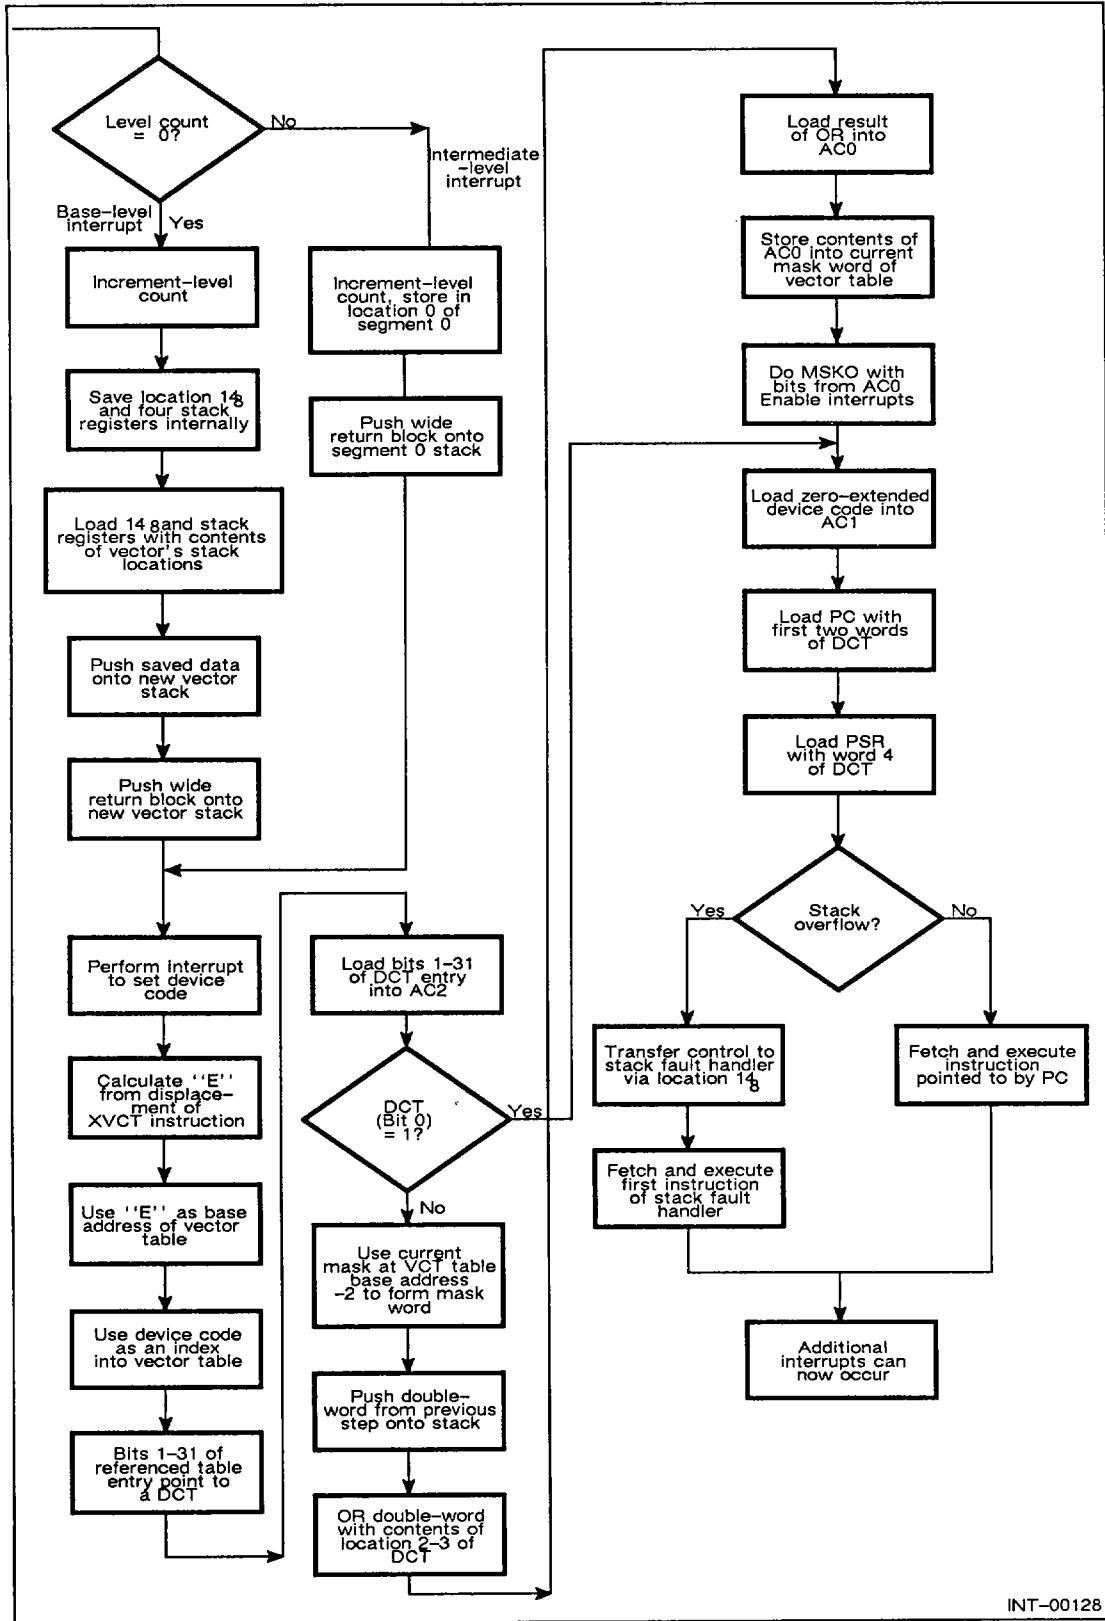 Level count
= 0?
No
Intermediate
-level
interrupt
Base-level
interrupt
Yes
Increment-level
count
Increment-level
count, store in
location 0 of
segment 0
Save location 14
8
and four stack
registers internally
Push wide
return block onto
segment 0 stack
Load 14 8 and stack
registers with contents
of vector's stack
locations
Push saved data
onto new vector
stack
Push wide
return block onto
new vector stack
Perform interrupt
to set device
code
Calculate ''E''
from displace-
ment of
XVCT instruction
Use ''E'' as base
address of vector
table
Use device code
as an index
into vector table
Bits 1-31 of
referenced table
entry point to
a DCT
Load bits 1-31
of DCT entry
into AC2
DCT
(Bit 0)
= 1?
Yes
No
Use current
mask at VCT table
base address
-2 to form mask
word
Push double-
word from previous
step onto stack
OR double-word
with contents of
location 2-3 of
DCT
Load result
of OR into
AC0
Store contents of
AC0 into current
mask word of
vector table
Do MSKO with
bits from AC0
Enable interrupts
Load zero-extended
device code into
AC1
Load PC with
first two words
of DCT
Load PSR
with word 4
of DCT
Stack
overflow?
Yes
No
Transfer control to
stack fault handler
via location 14
8
Fetch and execute
instruction
pointed to by PC
Fetch and execute
first instruction
of stack fault
handler
Additional
interrupts can
now occur
INT-00128